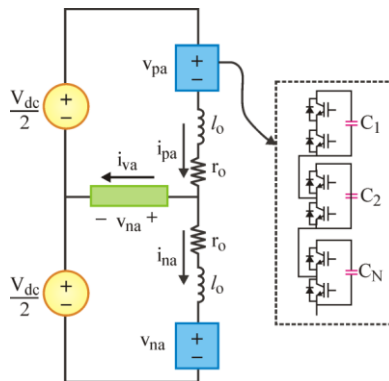 v_pa
+
−
V_dc/2
+
−
l_o
i_pa
r_o
i_va
− v_na +
r_o
i_na
l_o
V_dc/2
+
−
v_na
+
−
C_1
C_2
C_N